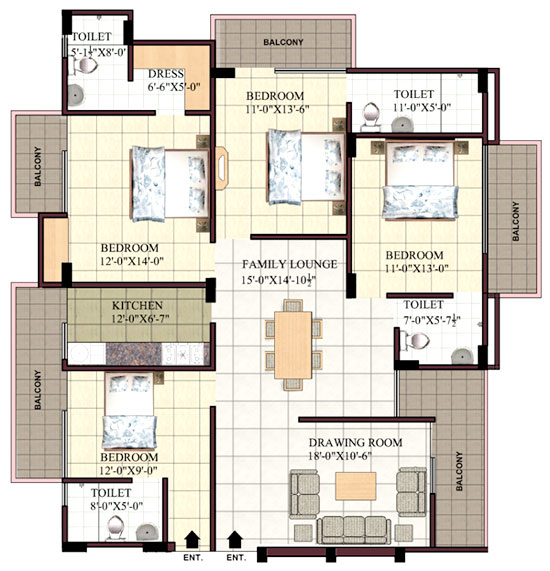 TOILET
5'-1½"X8'-0"
DRESS
6'-6"X5'-0"
BALCONY
BEDROOM
11'-0"X13'-6"
TOILET
11'-0"X5'-0"
BALCONY
BEDROOM
12'-0"X14'-0"
BALCONY
BEDROOM
11'-0"X13'-0"
FAMILY LOUNGE
15'-0"X14'-10½"
KITCHEN
12'-0"X6'-7"
TOILET
7'-0"X5'-7½"
BALCONY
BEDROOM
12'-0"X9'-0"
DRAWING ROOM
18'-0"X10'-6"
BALCONY
TOILET
8'-0"X5'-0"
ENT.
ENT.